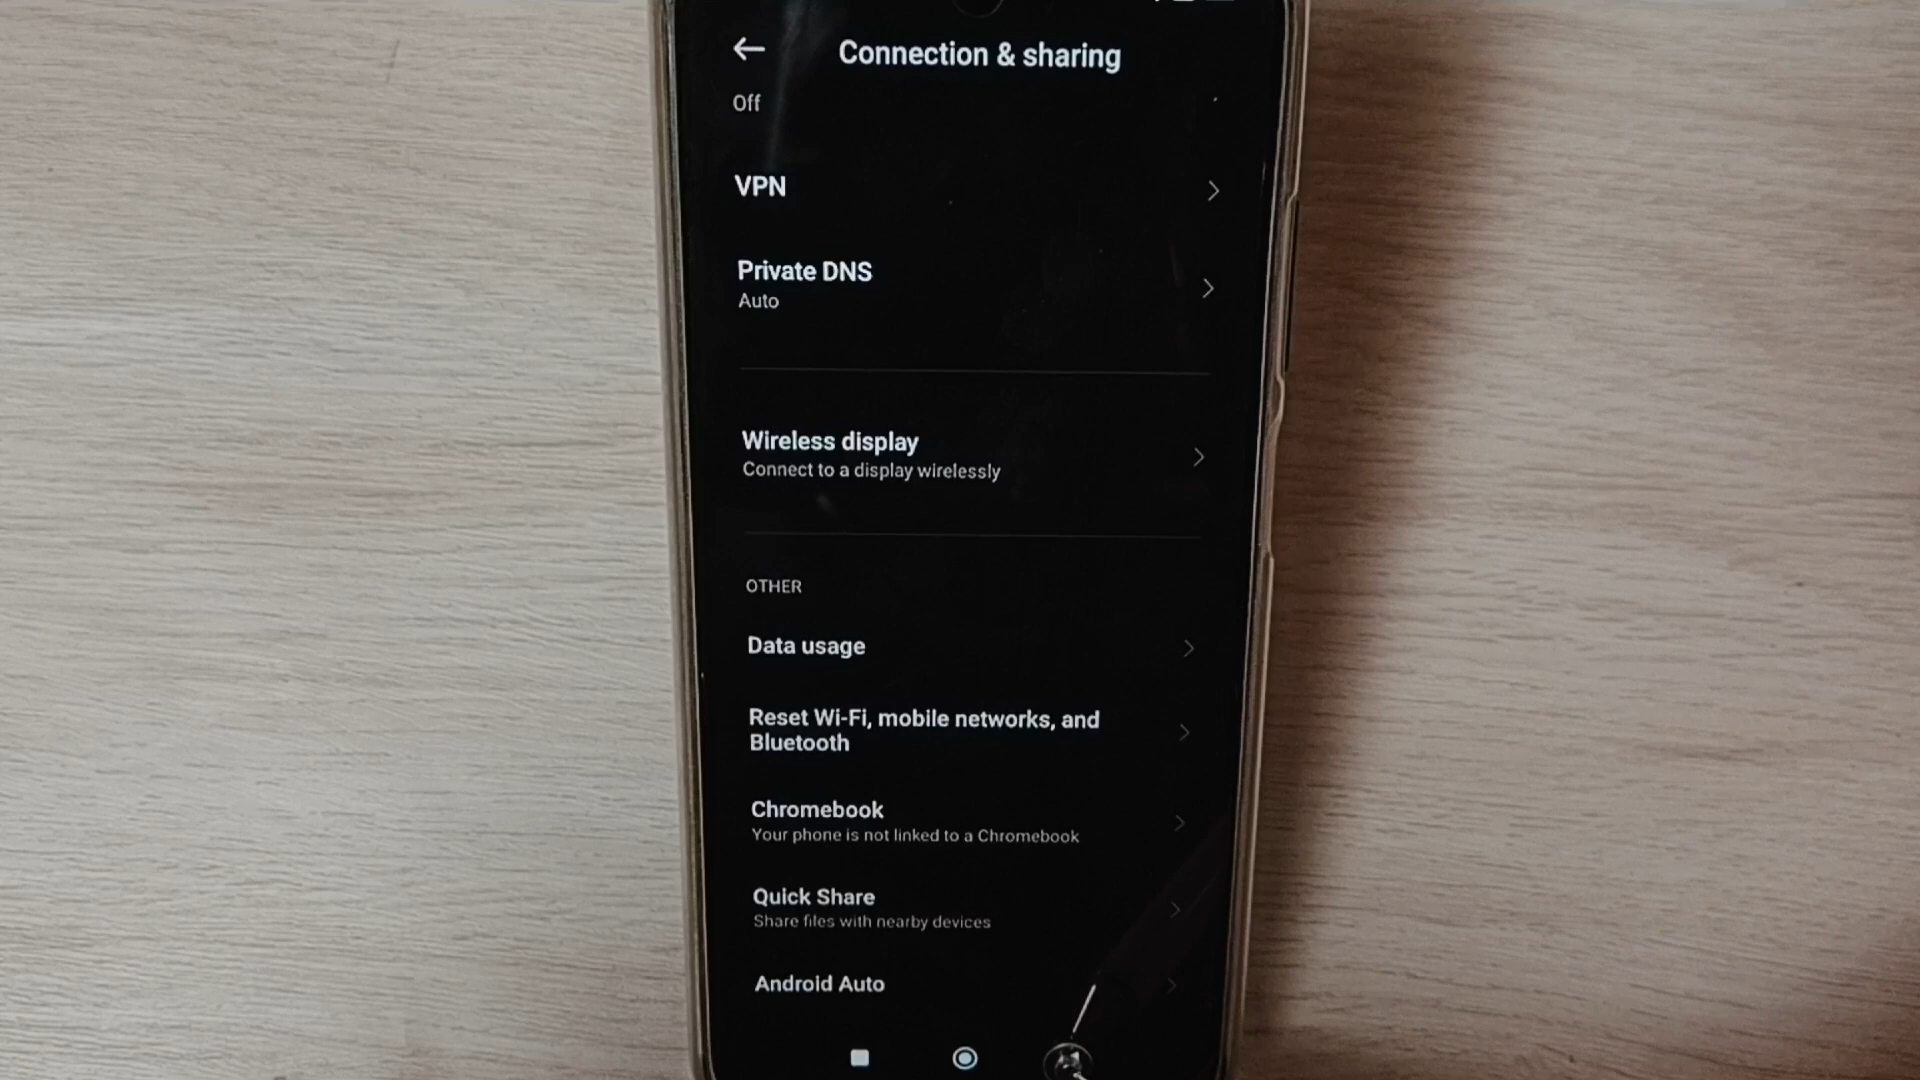 Connection & sharing
Off
VPN
Private DNS
Auto
Wireless display
Connect to a display wirelessly
OTHER
Data usage
Reset Wi-Fi, mobile networks, and
Bluetooth
Chromebook
Your phone is not linked to a Chromebook
Quick Share
Share files with nearby devices
Android Auto